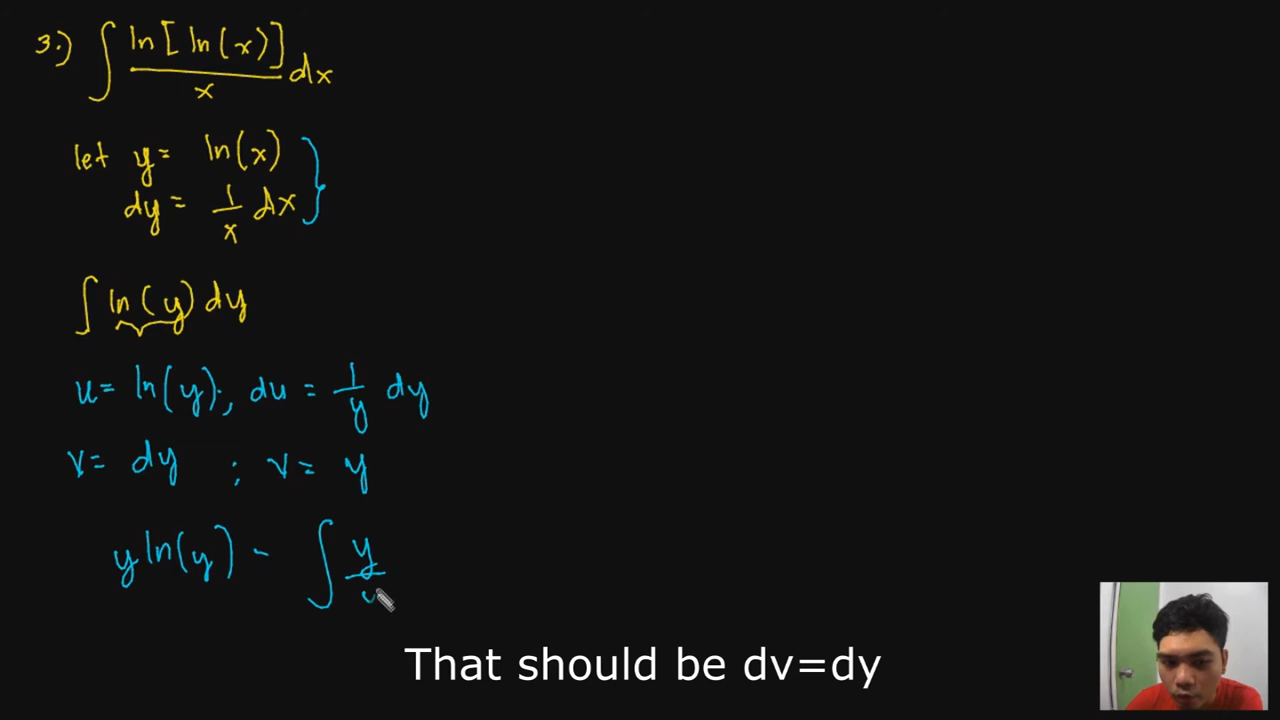 3.) ∫ ln[ln(x)]/x dx
let y = ln(x)
dy = 1/x dx
∫ ln(y) dy
u = ln(y); du = 1/y dy
v = dy ; v = y
y ln(y) - ∫ y/
That should be dv=dy